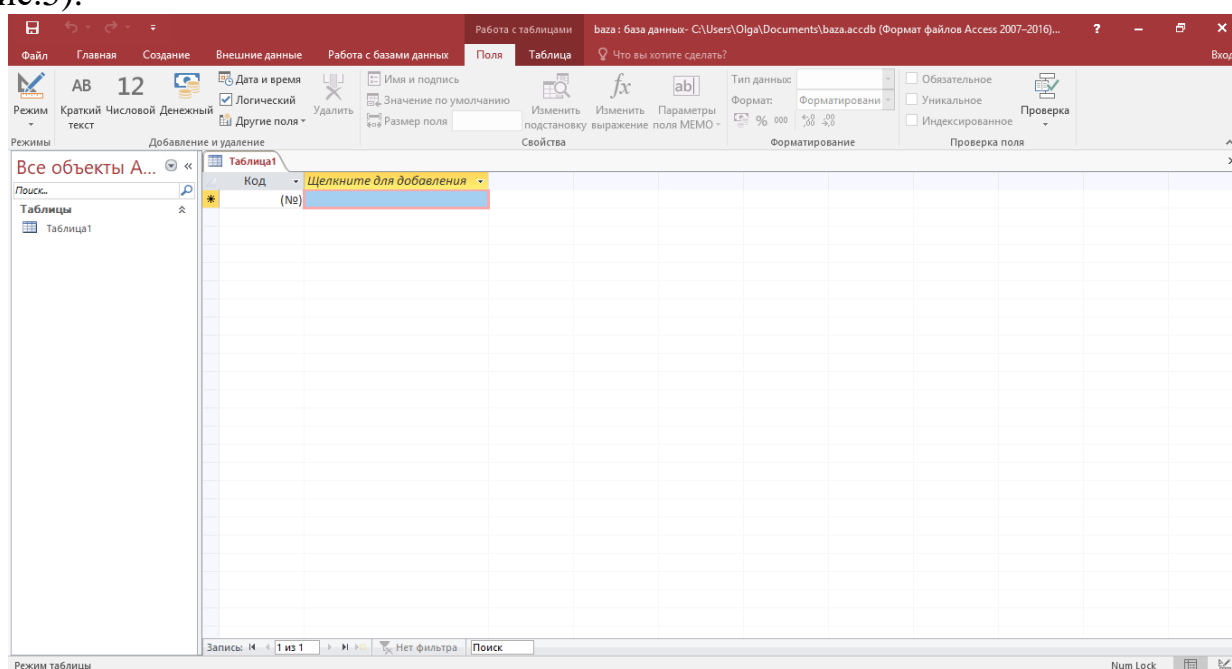 ис.3).
Работа с таблицами baza : база данных- C:\Users\Olga\Documents\baza.accdb (Формат файлов Access 2007–2016)... ?
Файл Главная Создание Внешние данные Работа с базами данных Поля Таблица Что вы хотите сделать? Вход
Режим
AB
Краткий текст
12
Числовой
Денежный
Дата и время
Логический
Другие поля
Удалить
Имя и подпись
Значение по умолчанию
Размер поля
Изменить подстановку
fx
Изменить выражение
ab
Параметры поля МЕМО
Тип данных:
Формат: Форматировани
% 000 ,00 ,00
Обязательное
Уникальное
Индексированное
Проверка
Режимы Добавление и удаление Свойства Форматирование Проверка поля
Все объекты А... «
Поиск...
Таблицы
Таблица1
Таблица1
Код Щелкните для добавления
* (№)
Запись: 1 из 1 Нет фильтра Поиск
Режим таблицы Num Lock